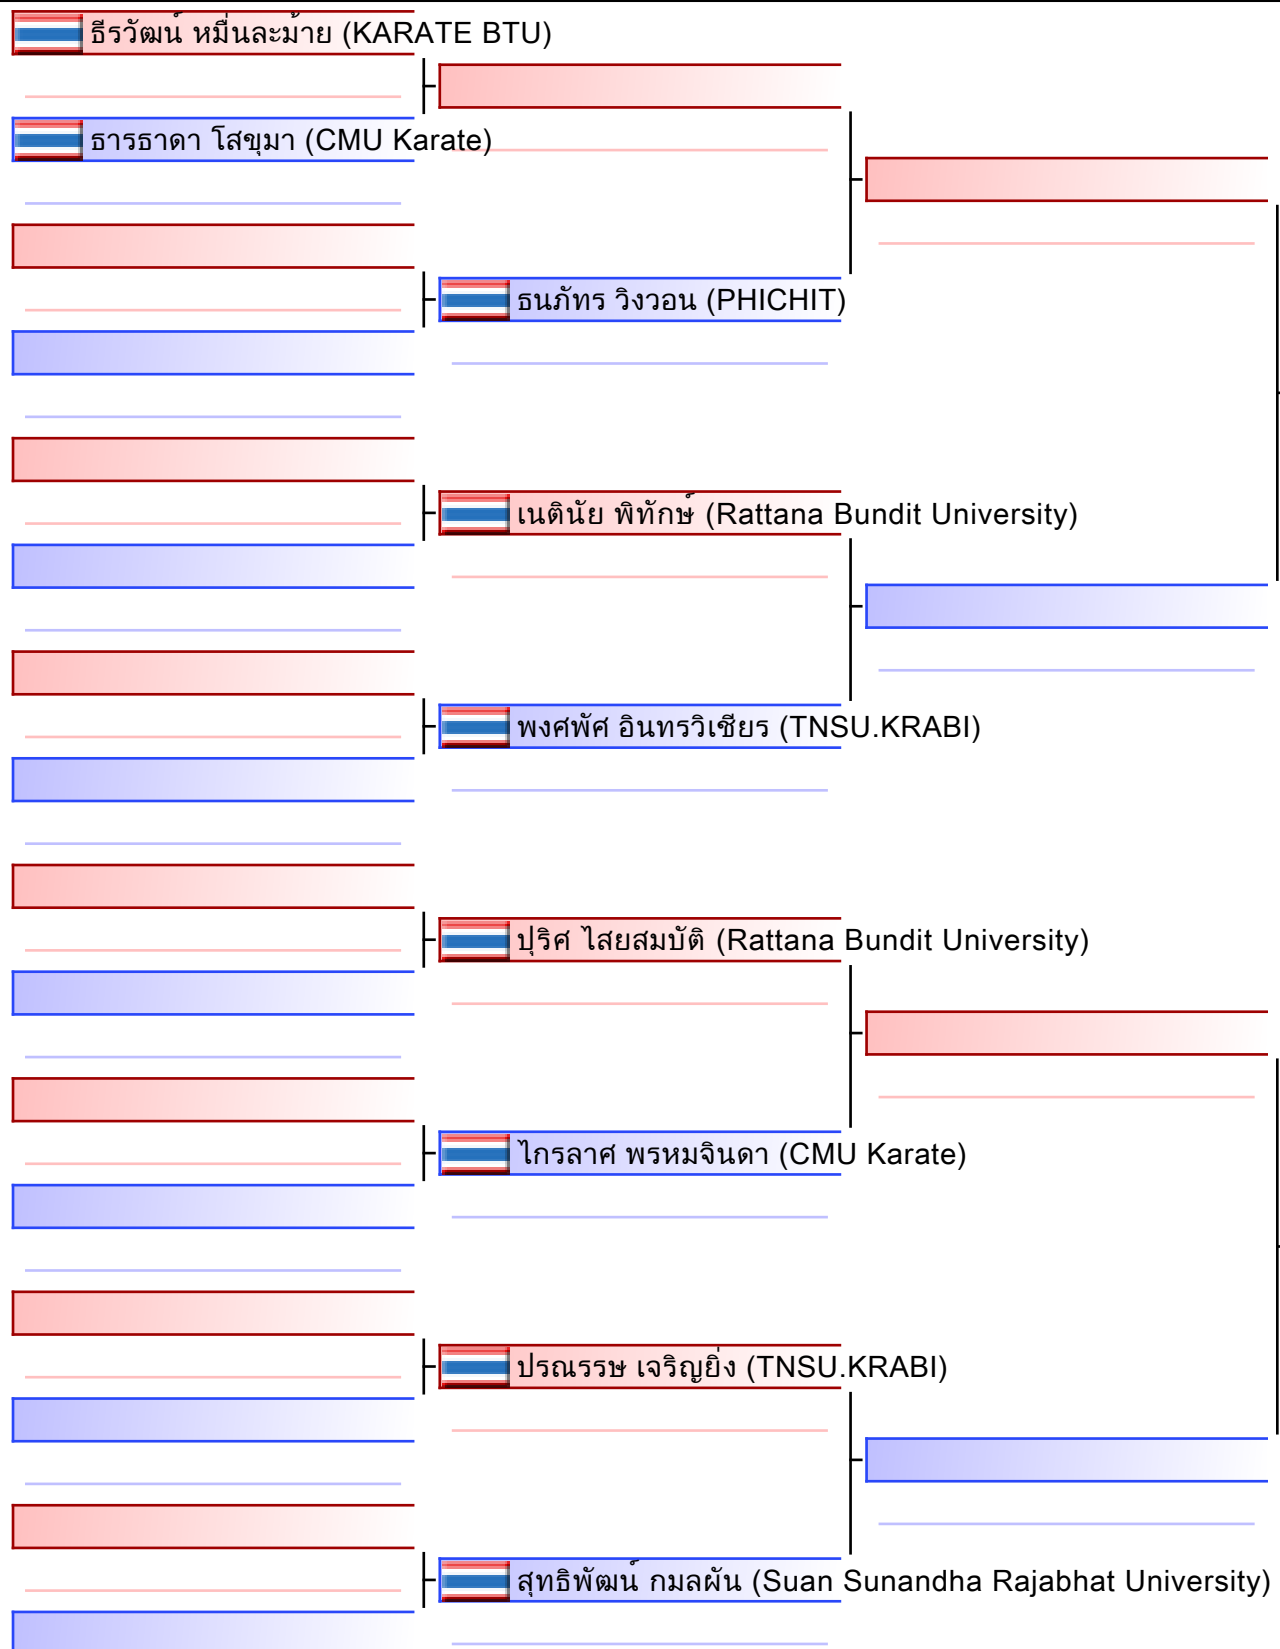 ธีรวัฒน์ หมื่นละม้าย (KARATE BTU)
ธารธาดา โสขุมา (CMU Karate)
ธนภัทร วิงวอน (PHICHIT)
เนตินัย พิทักษ์ (Rattana Bundit University)
พงศพัศ อินทรวิเชียร (TNSU.KRABI)
ปุริศ ไสยสมบัติ (Rattana Bundit University)
ไกรลาศ พรหมจินดา (CMU Karate)
ปรณรรษ เจริญยิ่ง (TNSU.KRABI)
สุทธิพัฒน์ กมลผัน (Suan Sunandha Rajabhat University)